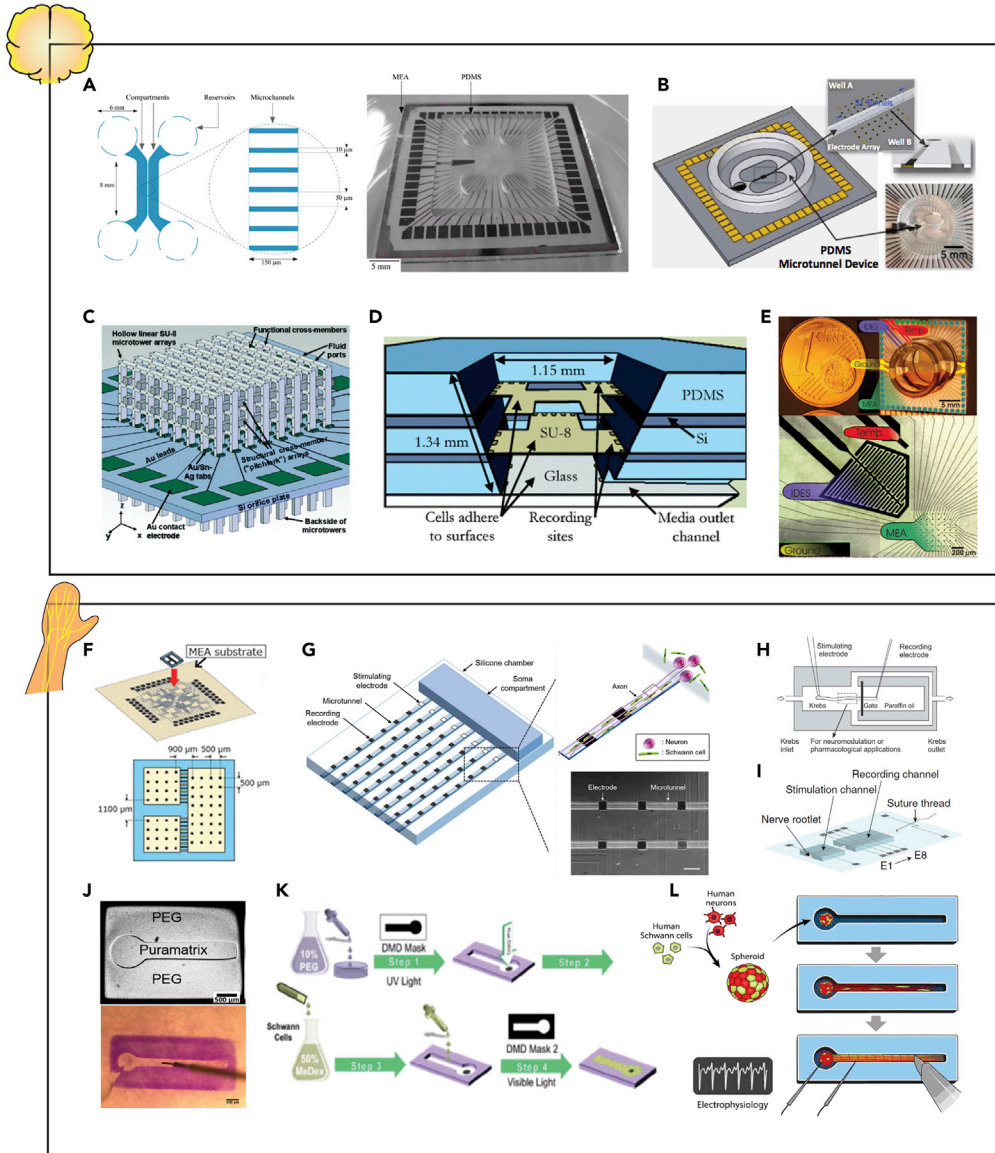 A
Compartments
Reservoirs
Microchannels
6 mm
8 mm
10 µm
50 µm
150 µm
MEA
PDMS
5 mm
B
Well A
Tunnels
Well B
Electrode Array
PDMS
Microtunnel Device
5 mm
C
Hollow linear SU-8
microtower arrays
Functional cross-members
Fluid
ports
Au leads
Au/Sn-
Ag tabs
Structural cross-member
("pitchfork") arrays
Si orifice plate
Au contact
electrode
Backside of
microtowers
z
y
x
D
1.15 mm
1.34 mm
PDMS
Si
SU-8
Glass
Cells adhere
to surfaces
Recording
sites
Media outlet
channel
E
IDES
Temp.
Ground
MEA
5 mm
Temp.
IDES
MEA
Ground
200 µm
F
MEA substrate
900 µm
500 µm
500 µm
1100 µm
G
Silicone chamber
Soma
compartment
Stimulating
electrode
Microtunnel
Recording
electrode
Axon
: Neuron
: Schwann cell
Electrode
Microtunnel
H
Stimulating
electrode
Recording
electrode
Krebs
Gate
Paraffin oil
Krebs
inlet
For neuromodulation or
pharmacological applications
Krebs
outlet
I
Recording channel
Stimulation channel
Suture thread
Nerve rootlet
E1
E8
J
PEG
Puramatrix
PEG
500 µm
500 µm
K
10%
PEG
DMD Mask
Step 1
UV Light
Step 2
Schwann
Cells
50%
MeDex
Step 3
DMD Mask 2
Step 4
Visible Light
L
Human
neurons
Human
Schwann cells
Spheroid
Electrophysiology